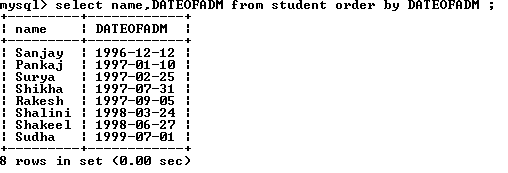 mysql> select name,DATEOFADM from student order by DATEOFADM ;
+---------+------------+
| name    | DATEOFADM  |
+---------+------------+
| Sanjay  | 1996-12-12 |
| Pankaj  | 1997-01-10 |
| Surya   | 1997-02-25 |
| Shikha  | 1997-07-31 |
| Rakesh  | 1997-09-05 |
| Shalini | 1998-03-24 |
| Shakeel | 1998-06-27 |
| Sudha   | 1999-07-01 |
+---------+------------+
8 rows in set (0.00 sec)